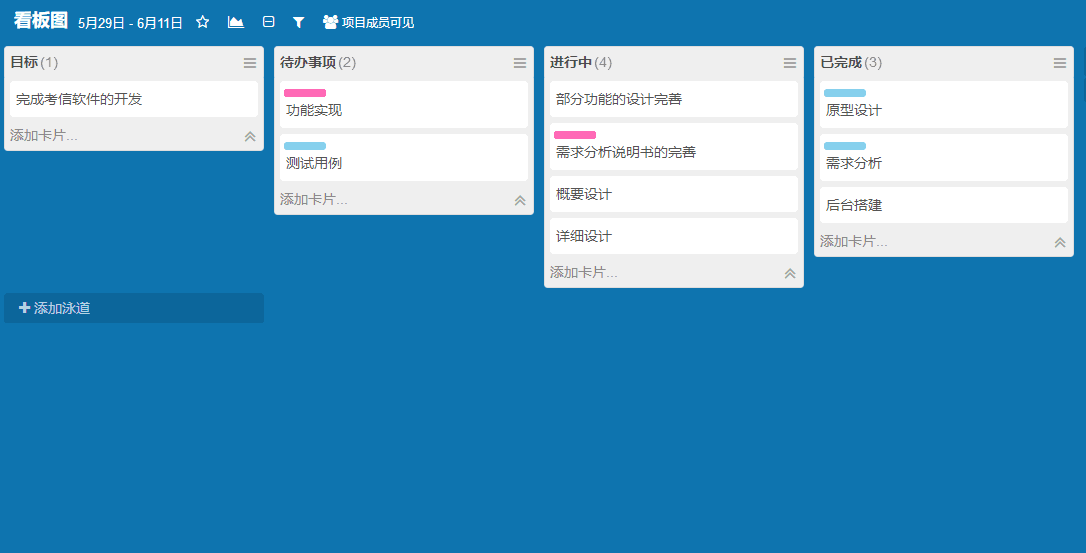 看板图 5月29日 - 6月11日 项目成员可见
目标(1)
完成考信软件的开发
添加卡片...
待办事项(2)
功能实现
测试用例
添加卡片...
进行中(4)
部分功能的设计完善
需求分析说明书的完善
概要设计
详细设计
添加卡片...
已完成(3)
原型设计
需求分析
后台搭建
添加卡片...
添加泳道